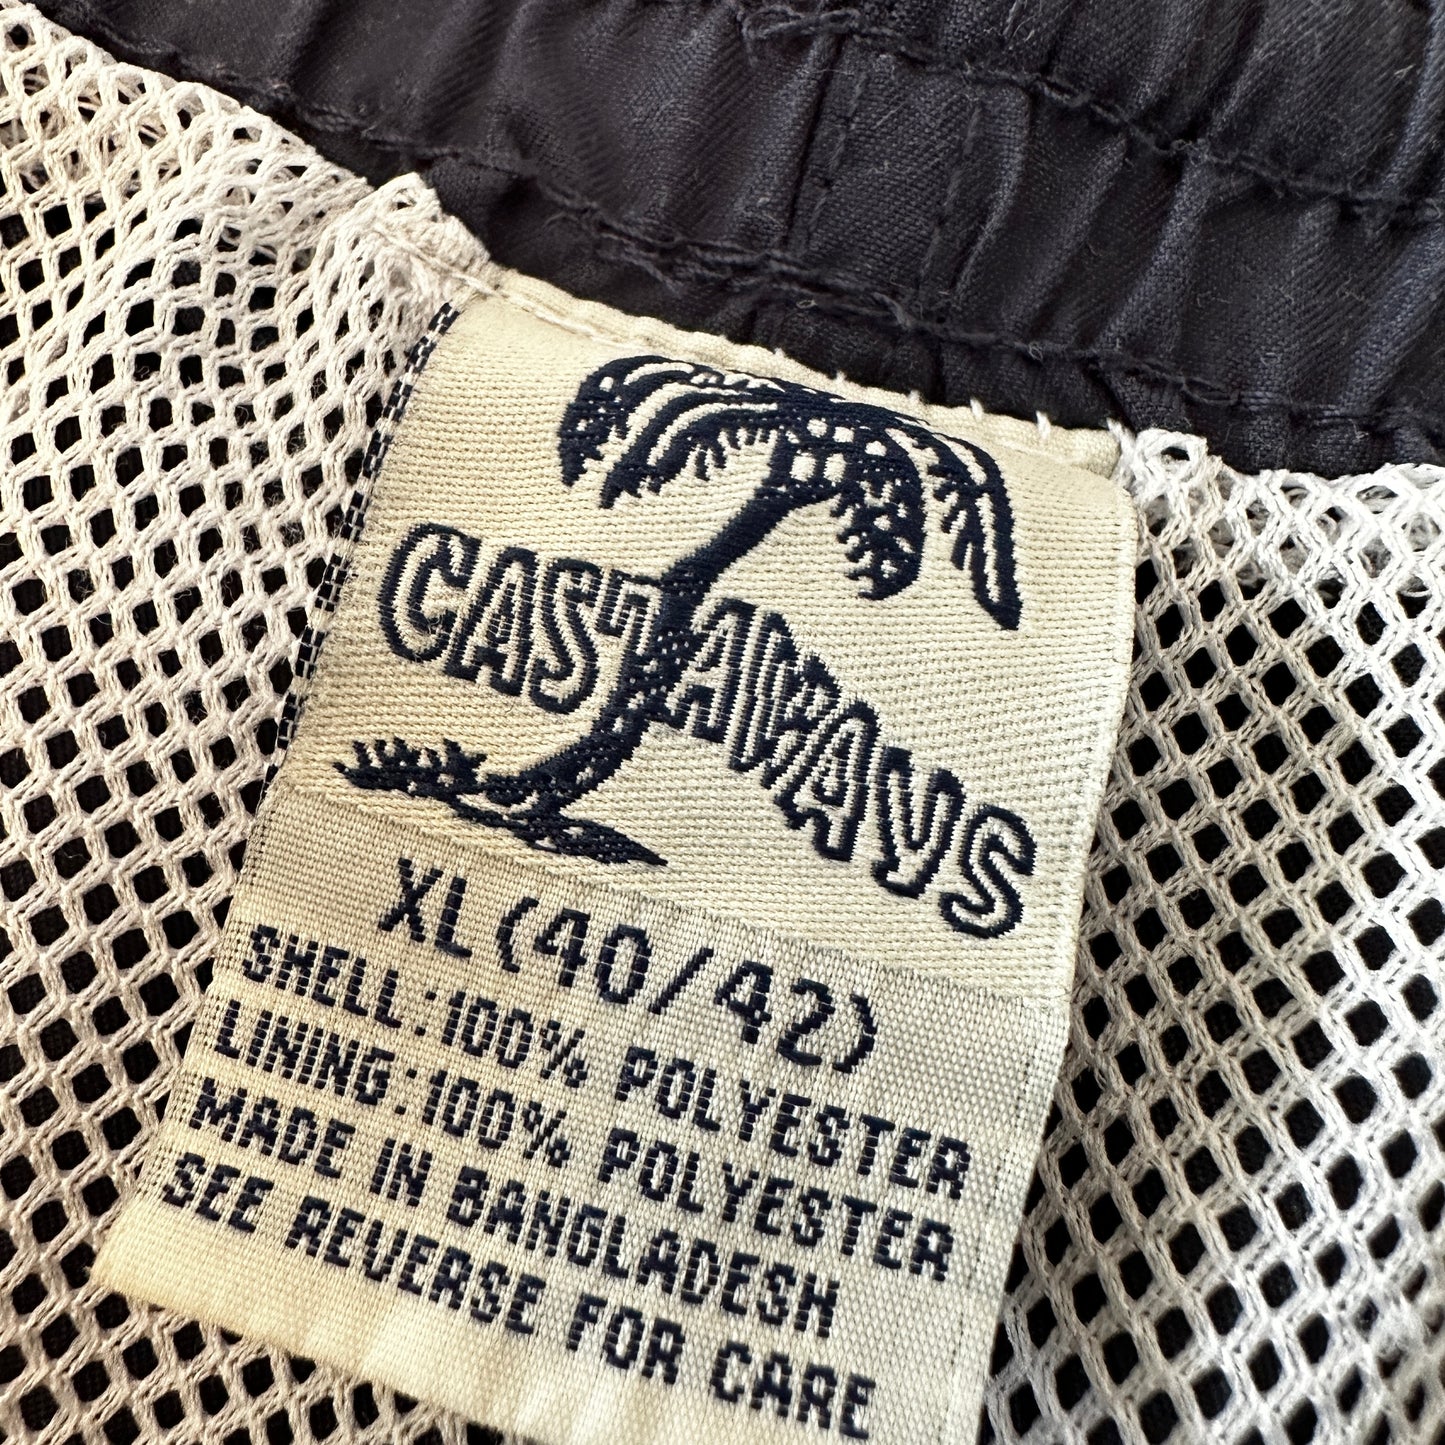 CASTAWAYS
XL (40/42)
SHELL: 100% POLYESTER
LINING: 100% POLYESTER
MADE IN BANGLADESH
SEE REVERSE FOR CARE